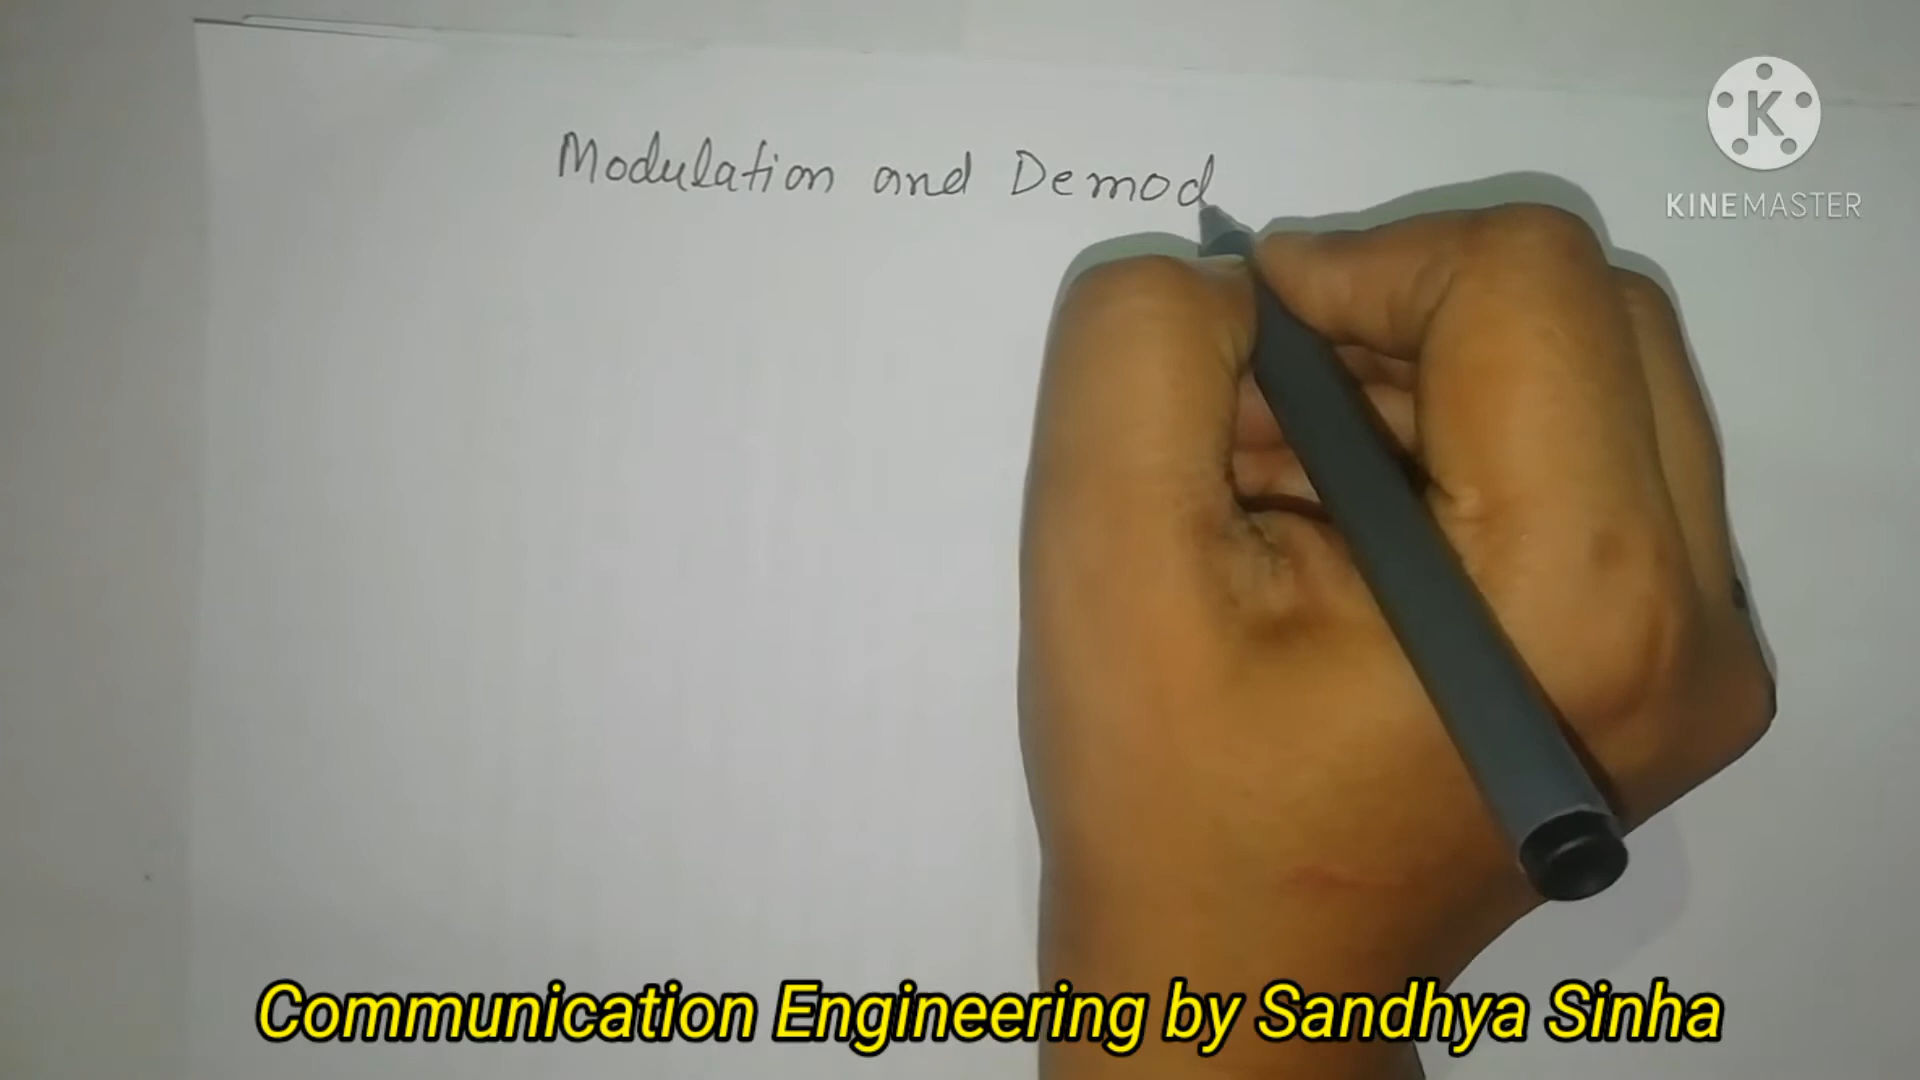 Modulation and Demod
K
KINEMASTER
Communication Engineering by Sandhya Sinha